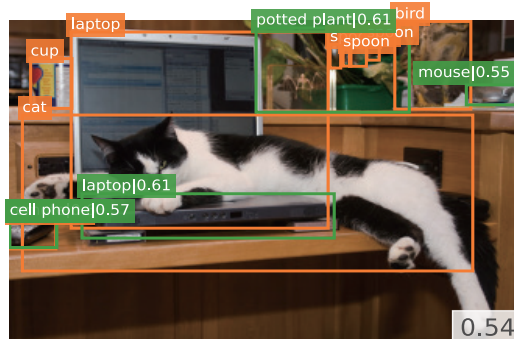 bird
laptop
potted plant|0.61
s
on
spoon
cup
mouse|0.55
cat
laptop|0.61
cell phone|0.57
0.54